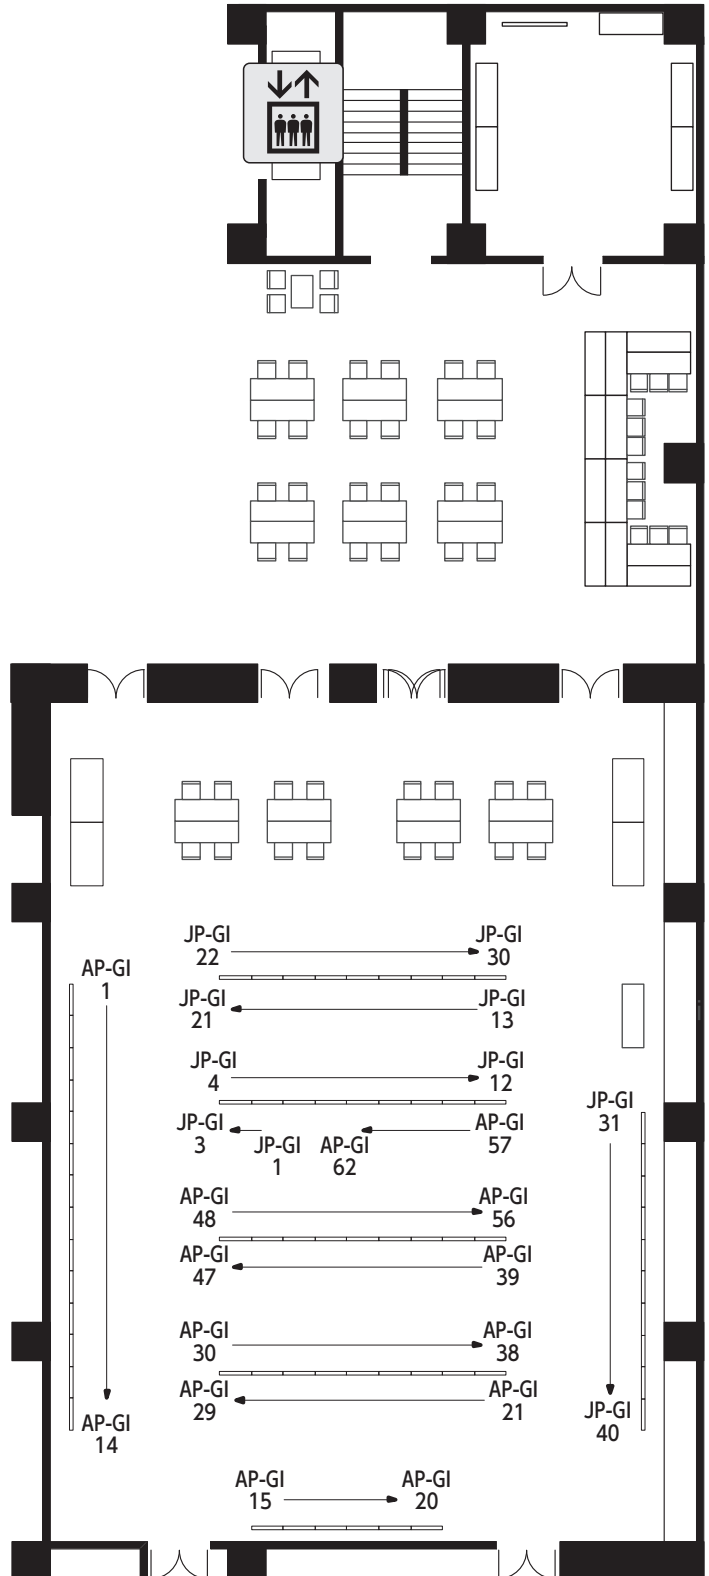 JP-GI
22
JP-GI
30
AP-GI
1
JP-GI
21
JP-GI
13
JP-GI
4
JP-GI
12
JP-GI
31
JP-GI
3
JP-GI
1
AP-GI
62
AP-GI
57
AP-GI
48
AP-GI
56
AP-GI
47
AP-GI
39
AP-GI
30
AP-GI
38
AP-GI
29
AP-GI
21
AP-GI
14
JP-GI
40
AP-GI
15
AP-GI
20